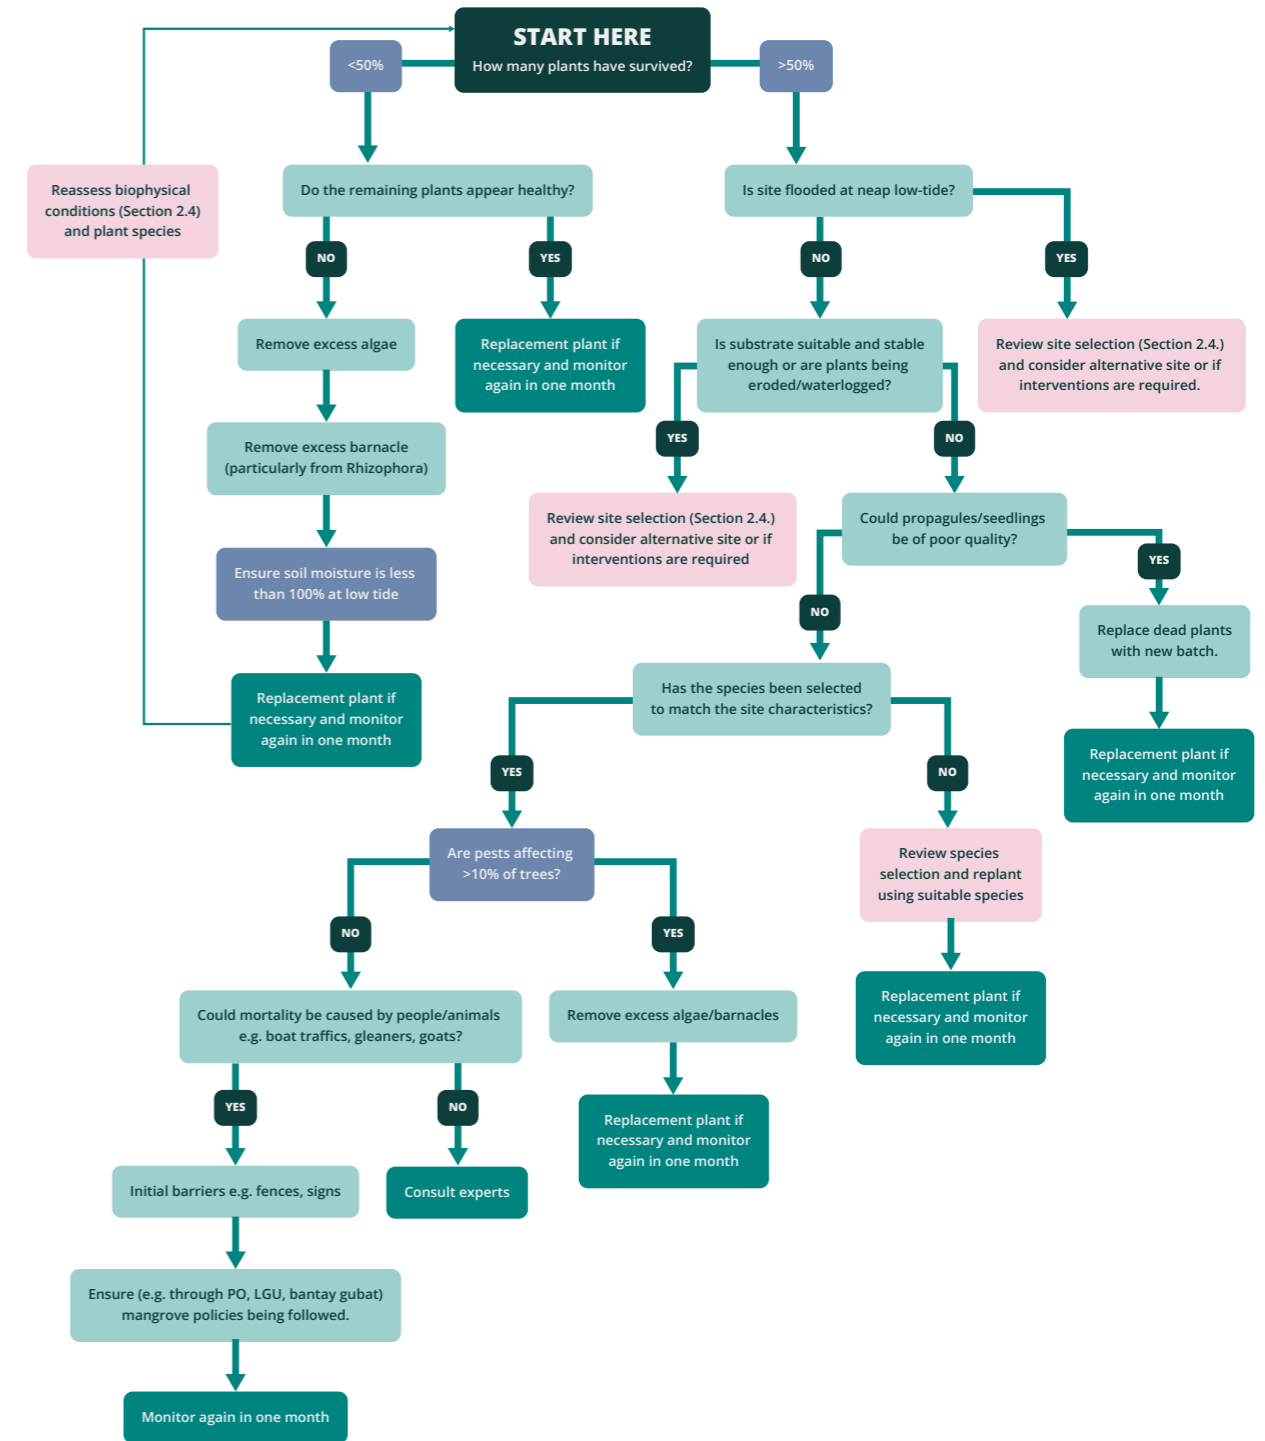 START HERE
How many plants have survived?
<50%
>50%
Reassess biophysical
conditions (Section 2.4)
and plant species
Do the remaining plants appear healthy?
Is site flooded at neap low-tide?
NO
YES
NO
YES
Remove excess algae
Replacement plant if
necessary and monitor
again in one month
Is substrate suitable and stable
enough or are plants being
eroded/waterlogged?
Review site selection (Section 2.4.)
and consider alternative site or if
interventions are required.
Remove excess barnacle
(particularly from Rhizophora)
YES
NO
Review site selection (Section 2.4.)
and consider alternative site or if
interventions are required
Could propagules/seedlings
be of poor quality?
YES
Ensure soil moisture is less
than 100% at low tide
NO
Replace dead plants
with new batch.
Replacement plant if
necessary and monitor
again in one month
Has the species been selected
to match the site characteristics?
Replacement plant if
necessary and monitor
again in one month
YES
NO
Are pests affecting
>10% of trees?
Review species
selection and replant
using suitable species
NO
YES
Could mortality be caused by people/animals
e.g. boat traffics, gleaners, goats?
Remove excess algae/barnacles
Replacement plant if
necessary and monitor
again in one month
YES
NO
Replacement plant if
necessary and monitor
again in one month
Initial barriers e.g. fences, signs
Consult experts
Ensure (e.g. through PO, LGU, bantay gubat)
mangrove policies being followed.
Monitor again in one month